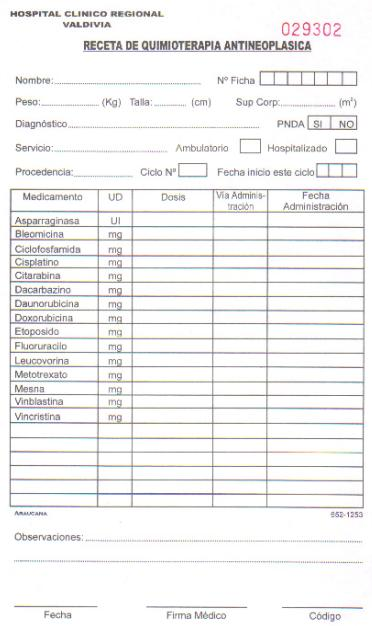 HOSPITAL CLINICO REGIONAL
VALDIVIA
029302
RECETA DE QUIMIOTERAPIA ANTINEOPLASICA
Nombre: Nº Ficha
Peso: (Kg) Talla: (cm) Sup Corp: (m²)
Diagnóstico PNDA SI NO
Servicio: Ambulatorio Hospitalizado
Procedencia: Ciclo Nº Fecha inicio este ciclo
Medicamento UD Dosis Vía Adminis- tración Fecha Administración
Asparraginasa UI
Bleomicina mg
Ciclofosfamida mg
Cisplatino mg
Citarabina mg
Dacarbazino mg
Daunorubicina mg
Doxorubicina mg
Etoposido mg
Fluoruracilo mg
Leucovorina mg
Metotrexato mg
Mesna mg
Vinblastina mg
Vincristina mg
ARAUCANA 652-1253
Observaciones:
Fecha Firma Médico Código